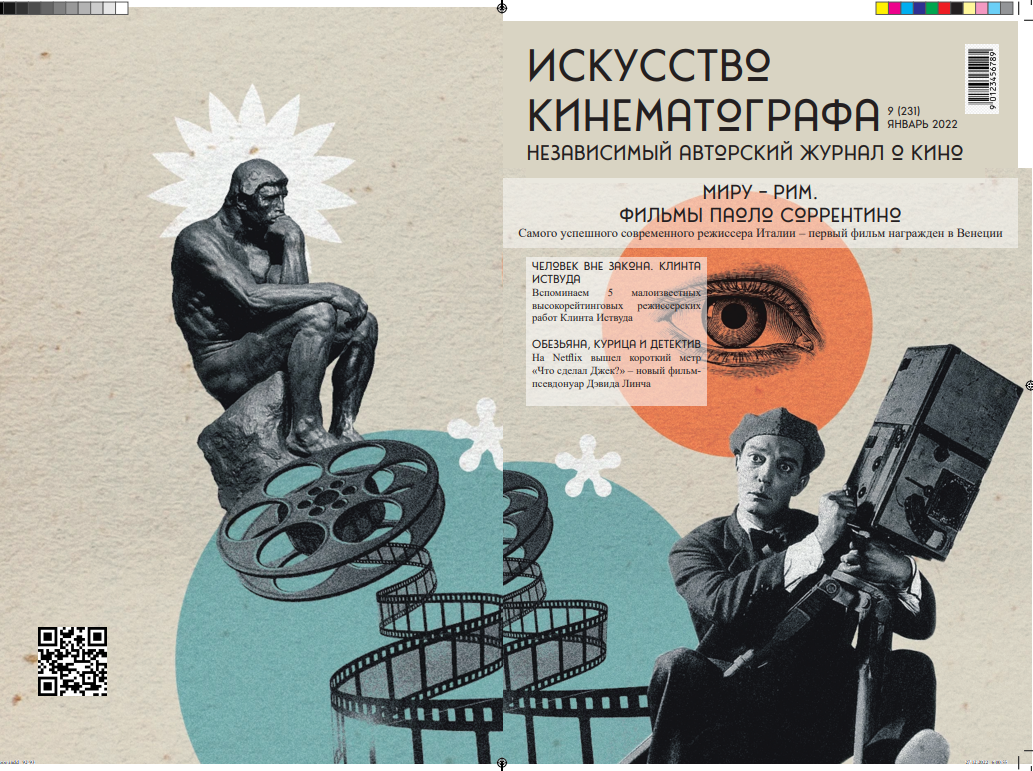 ИСКУССТВО
КИНЕМАТОГРАФА
9 (231)
ЯНВАРЬ 2022
9 0123456789
НЕЗАВИСИМЫЙ АВТОРСКИЙ ЖУРНАЛ О КИНО
МИРУ – РИМ.
ФИЛЬМЫ ПАОЛО СОРРЕНТИНО
Самого успешного современного режиссера Италии – первый фильм награжден в Венеции
ЧЕЛОВЕК ВНЕ ЗАКОНА. КЛИНТА
ИСТВУДА
Вспоминаем 5 малоизвестных
высокорейтинговых режиссерских
работ Клинта Иствуда
ОБЕЗЬЯНА, КУРИЦА И ДЕТЕКТИВ
На Netflix вышел короткий метр
«Что сделал Джек?» – новый фильм-
псевдонуар Дэвида Линча